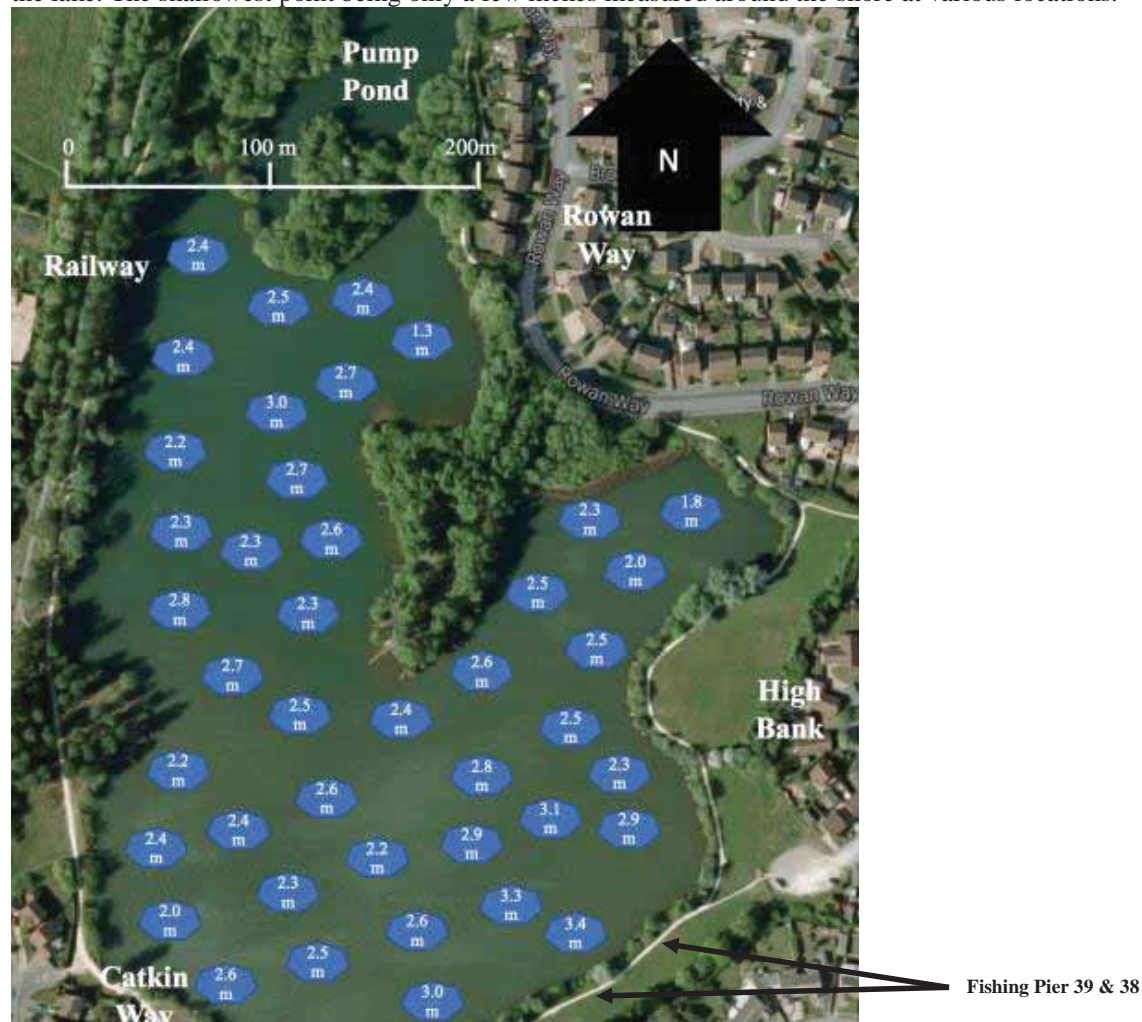 the lake. The shallowest point being only a few inches measured around the shore at various locations.
Pump
Pond
0
100 m
200m
N
Rowan
Way
Rowan Way
Railway
2.4
m
2.5
m
2.4
m
1.3
m
2.4
m
2.7
m
3.0
m
Rowan Way
Rowan Way
2.2
m
2.7
m
2.3
m
2.3
m
2.6
m
2.3
m
1.8
m
2.0
m
2.5
m
2.8
m
2.3
m
2.5
m
2.7
m
2.6
m
High
Bank
2.5
m
2.4
m
2.5
m
2.2
m
2.6
m
2.8
m
2.3
m
2.4
m
2.4
m
2.2
m
2.9
m
3.1
m
2.9
m
2.3
m
2.0
m
2.6
m
3.3
m
3.4
m
2.5
m
2.6
m
3.0
m
Catkin
Way
Fishing Pier 39 & 38